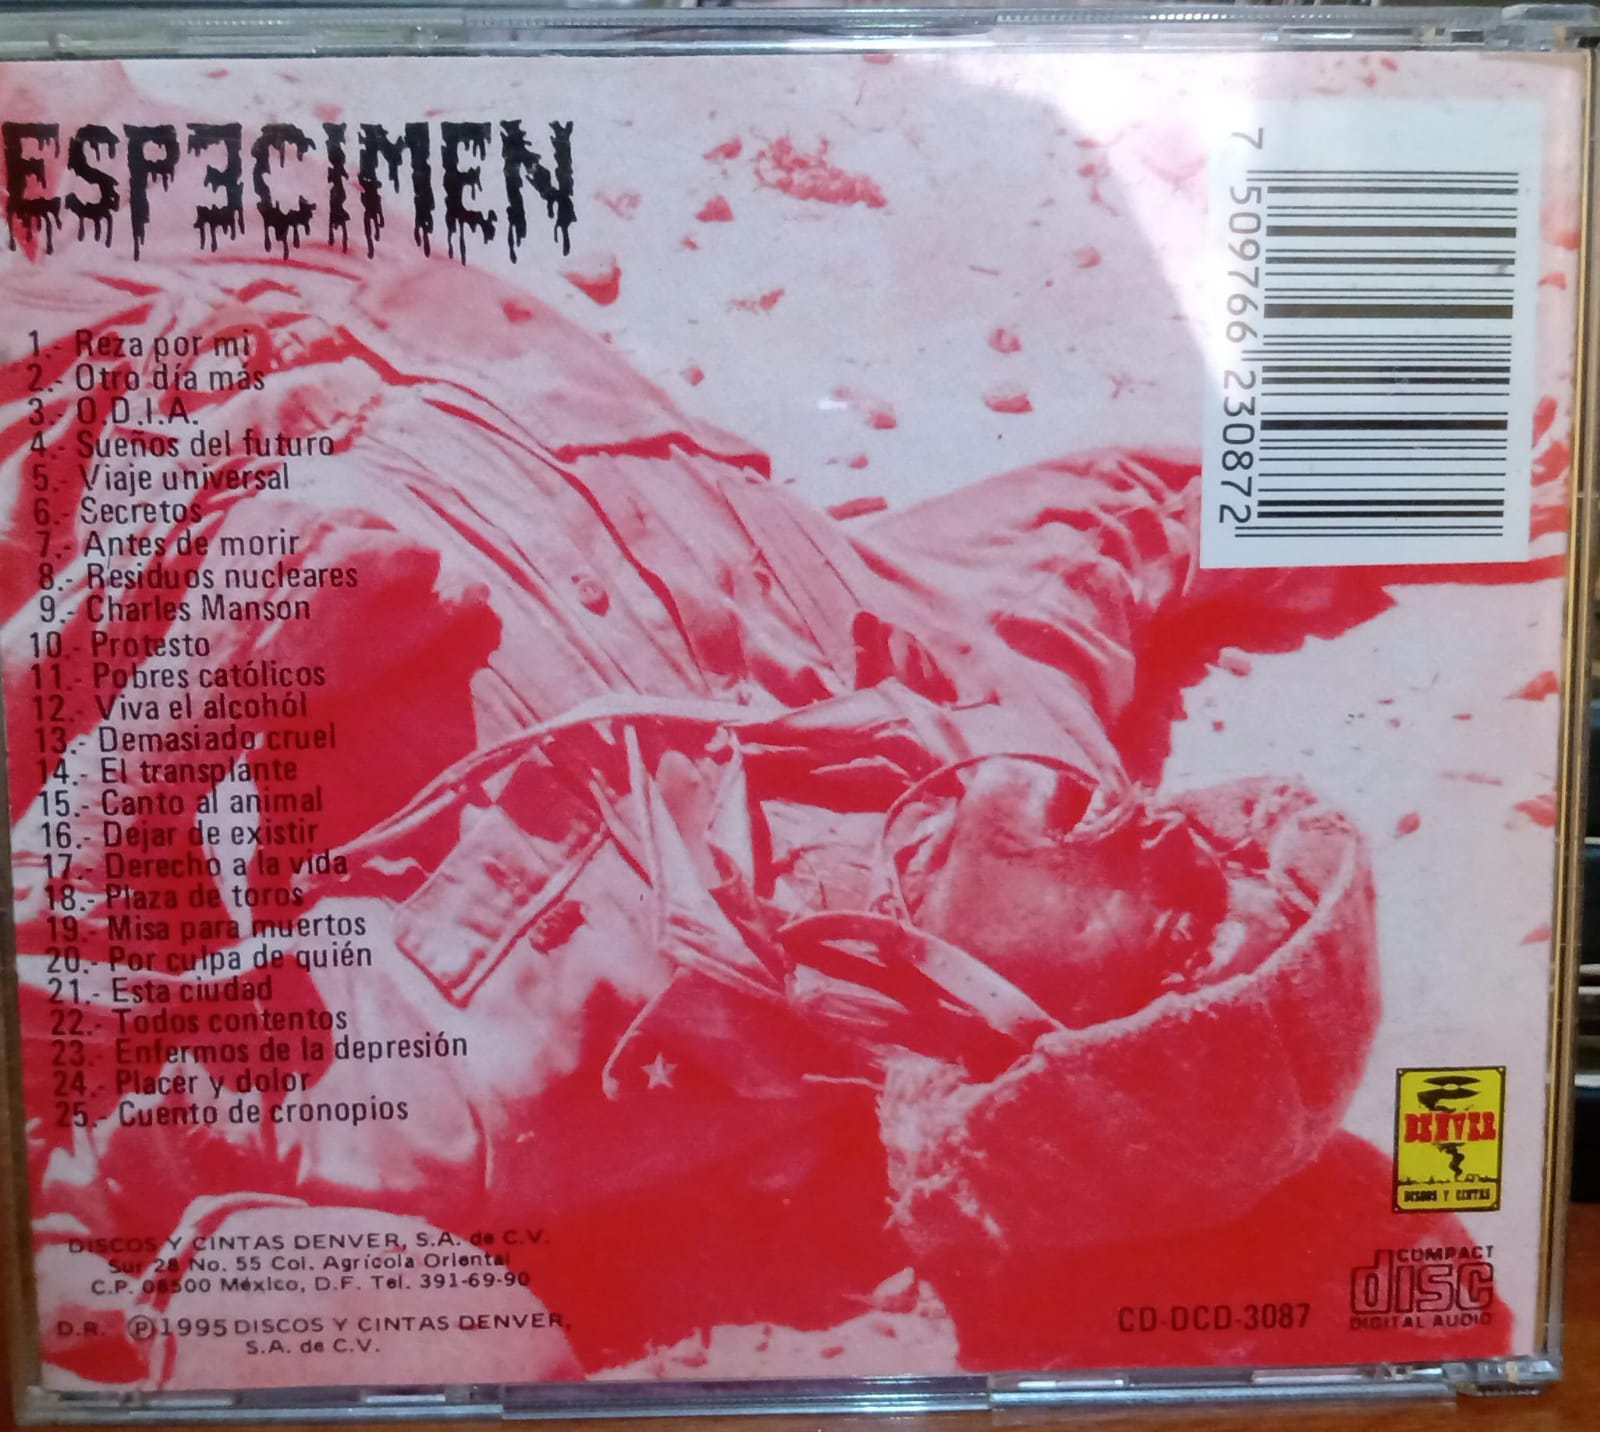 ESPECIMEN
1.- Reza por mi
2.- Otro día más
3.- O.D.I.A.
4.- Sueños del futuro
5.- Viaje universal
6.- Secretos
7.- Antes de morir
8.- Residuos nucleares
9.- Charles Manson
10.- Protesto
11.- Pobres católicos
12.- Viva el alcohól
13.- Demasiado cruel
14.- El transplante
15.- Canto al animal
16.- Dejar de existir
17.- Derecho a la vida
18.- Plaza de toros
19.- Misa para muertos
20.- Por culpa de quién
21.- Esta ciudad
22.- Todos contentos
23.- Enfermos de la depresión
24.- Placer y dolor
25.- Cuento de cronopios
7 509766 230872
DENVER
DISCOS Y CINTAS
DISCOS Y CINTAS DENVER, S.A. de C.V.
Sur 28 No. 55 Col. Agrícola Oriental
C.P. 08500 México, D.F. Tel. 391-69-90
D.R. Ⓟ 1995 DISCOS Y CINTAS DENVER,
S.A. de C.V.
CD-DCD-3087
COMPACT
disc
DIGITAL AUDIO